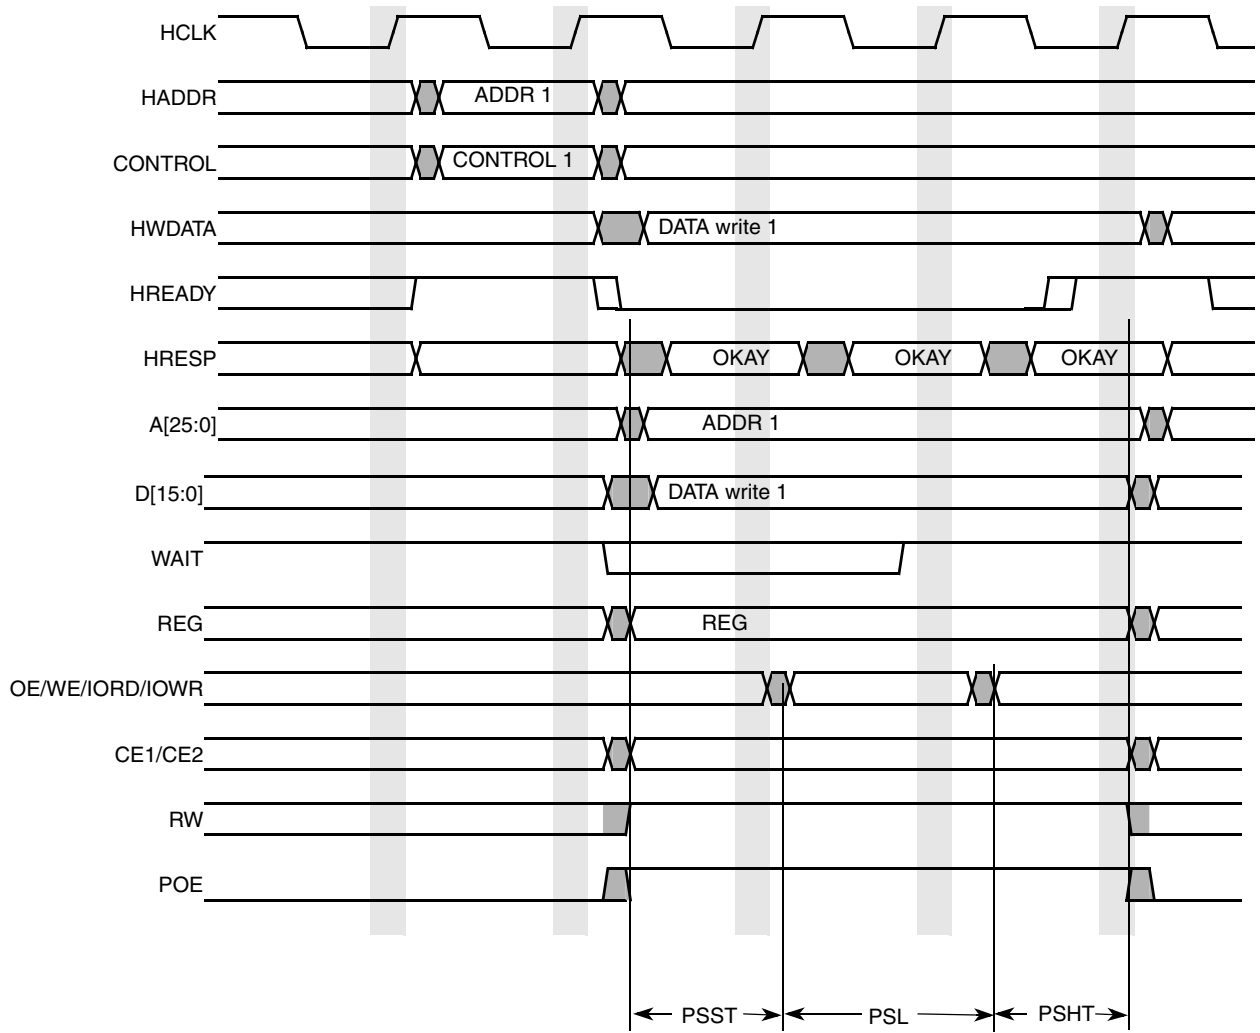 HCLK
HADDR
ADDR 1
CONTROL
CONTROL 1
HWDATA
DATA write 1
HREADY
HRESP
OKAY
OKAY
OKAY
A[25:0]
ADDR 1
D[15:0]
DATA write 1
WAIT
REG
REG
OE/WE/IORD/IOWR
CE1/CE2
RW
POE
PSST
PSL
PSHT